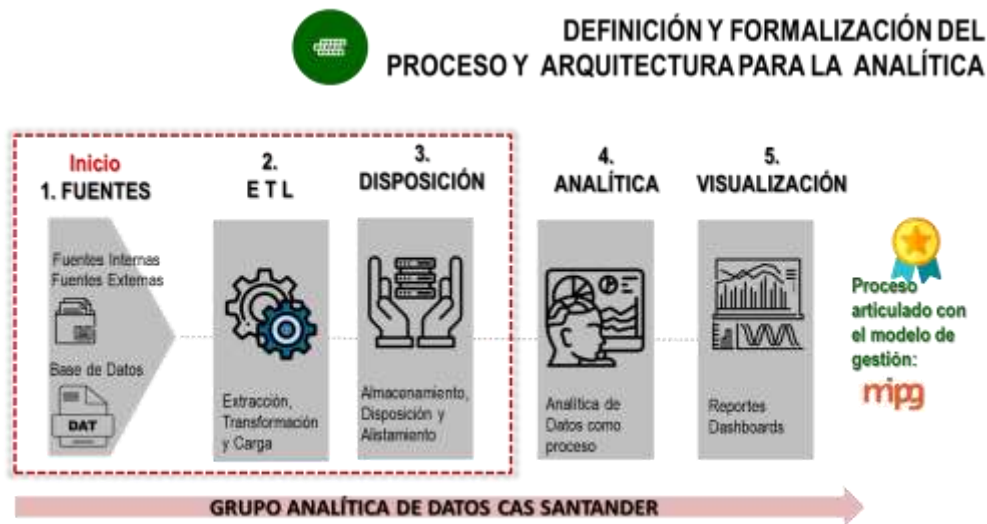 DEFINICIÓN Y FORMALIZACIÓN DEL
PROCESO Y ARQUITECTURA PARA LA ANALÍTICA
Inicio
1. FUENTES
Fuentes Internas
Fuentes Externas
Base de Datos
DAT
2.
E T L
Extracción,
Transformación
y Carga
3.
DISPOSICIÓN
Almacenamiento,
Disposición y
Alistamiento
4.
ANALÍTICA
Analítica de
Datos como
proceso
5.
VISUALIZACIÓN
Reportes
Dashboards
Proceso
articulado con
el modelo de
gestión:
mipg
GRUPO ANALÍTICA DE DATOS CAS SANTANDER